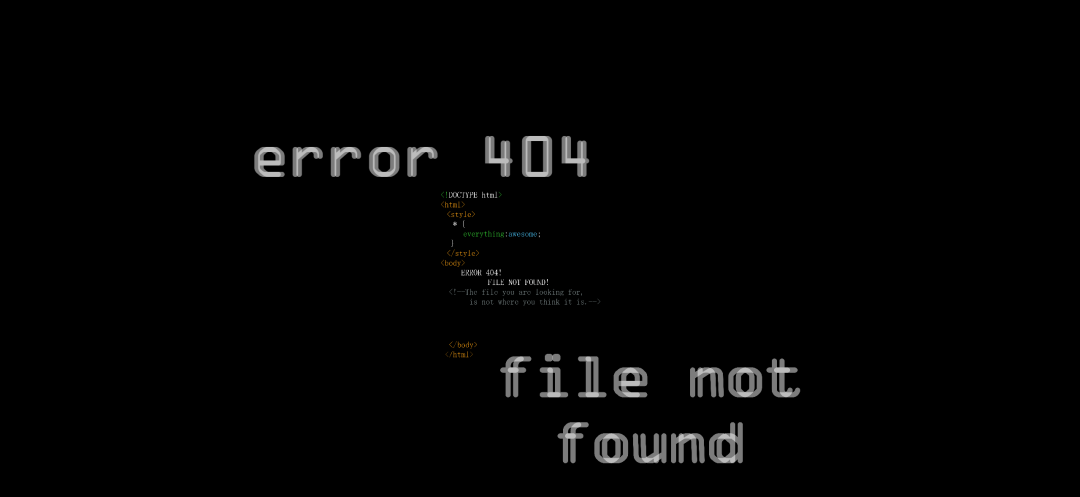 error 404
<!DOCTYPE html>
<html>
<style>
* {
everything:awesome;
}
</style>
<body>
ERROR 404!
FILE NOT FOUND!
<!--The file you are looking for,
is not where you think it is.-->
</body>
</html>
file not
found